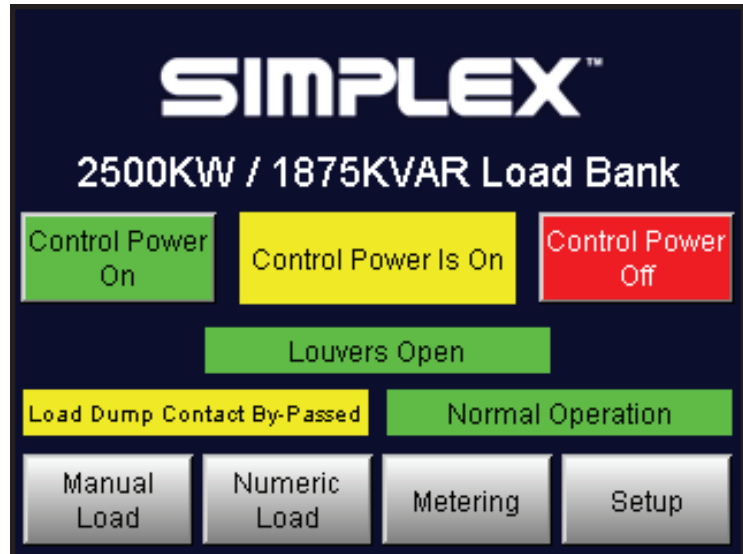 SIMPLEX™
2500KW / 1875KVAR Load Bank
Control Power
On
Control Power Is On
Control Power
Off
Louvers Open
Load Dump Contact By-Passed
Normal Operation
Manual
Load
Numeric
Load
Metering
Setup